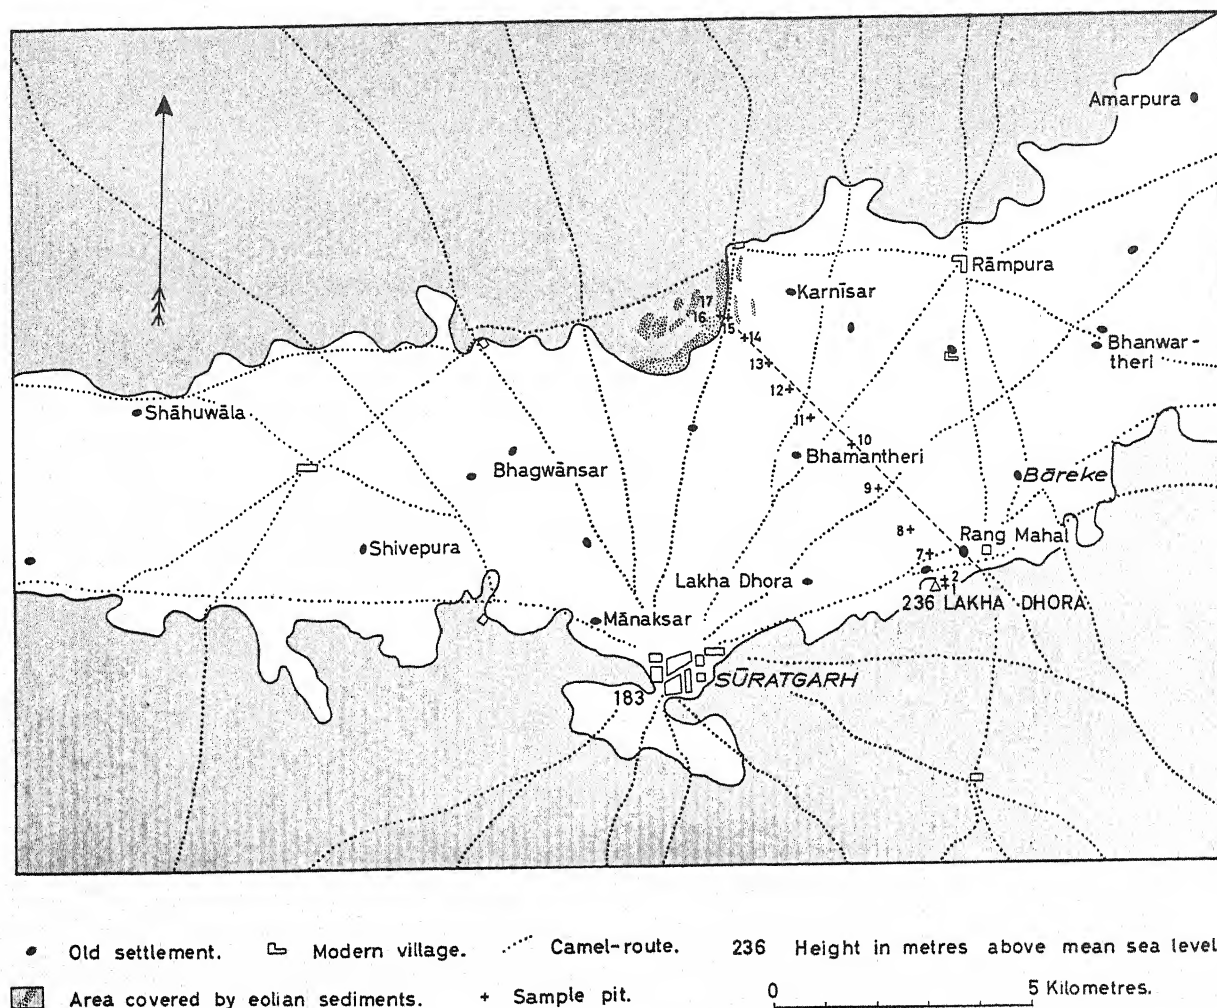 Amarpura
Rāmpura
Karnīsar
17
16
15
14
Bhanwar-
theri
13
12
Shāhuwāla
11
10
Bhamantheri
Bhagwānsar
Bāreke
9
8
Rang Mahal
Shivepura
7
2
1
Lakha Dhora
236 LAKHA DHORA
Mānaksar
SŪRATGARH
183
Old settlement. Modern village. Camel-route. 236 Height in metres above mean sea level
Area covered by eolian sediments. + Sample pit. 0 5 Kilometres.